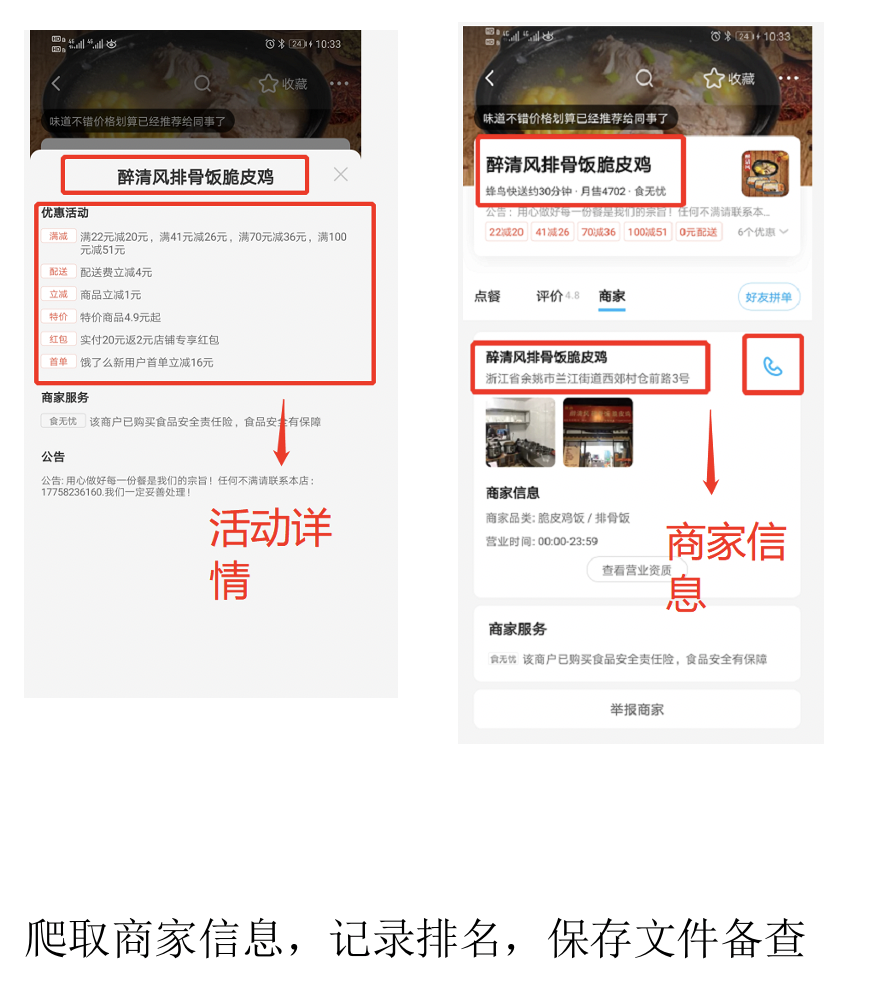 10:33
收藏
味道不错价格划算已经推荐给同事了
醉清风排骨饭脆皮鸡
优惠活动
满减 满22元减20元，满41元减26元，满70元减36元，满100
元减51元
配送 配送费立减4元
立减 商品立减1元
特价 特价商品4.9元起
红包 实付20元返2元店铺专享红包
首单 饿了么新用户首单立减16元
商家服务
食无忧 该商户已购买食品安全责任险，食品安全有保障
公告
公告: 用心做好每一份餐是我们的宗旨！任何不满请联系本店:
17758236160.我们一定妥善处理！
活动详
情
10:33
收藏
味道不错价格划算已经推荐给同事了
醉清风排骨饭脆皮鸡
蜂鸟快送约30分钟 · 月售4702 · 食无忧
公告: 用心做好每一份餐是我们的宗旨！任何不满请联系本...
22减20 41减26 70减36 100减51 0元配送 6个优惠
点餐 评价4.8 商家 好友拼单
醉清风排骨饭脆皮鸡
浙江省余姚市兰江街道西郊村仓前路3号
商家信息
商家品类: 脆皮鸡饭 / 排骨饭
营业时间: 00:00-23:59
查看营业资质
商家信
息
商家服务
食无忧 该商户已购买食品安全责任险，食品安全有保障
举报商家
爬取商家信息，记录排名，保存文件备查